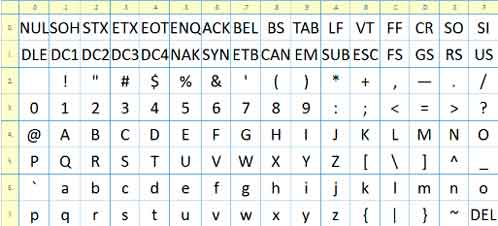 0 1 2 3 4 5 6 7 8 9 A B C D E F
0 NUL SOH STX ETX EOT ENQ ACK BEL BS TAB LF VT FF CR SO SI
1 DLE DC1 DC2 DC3 DC4 NAK SYN ETB CAN EM SUB ESC FS GS RS US
2 ! " # $ % & ' ( ) * + , — . /
3 0 1 2 3 4 5 6 7 8 9 : ; < = > ?
4 @ A B C D E F G H I J K L M N O
5 P Q R S T U V W X Y Z [ \ ] ^ _
6 ` a b c d e f g h i j k l m n o
7 p q r s t u v w x y z { | } ~ DEL